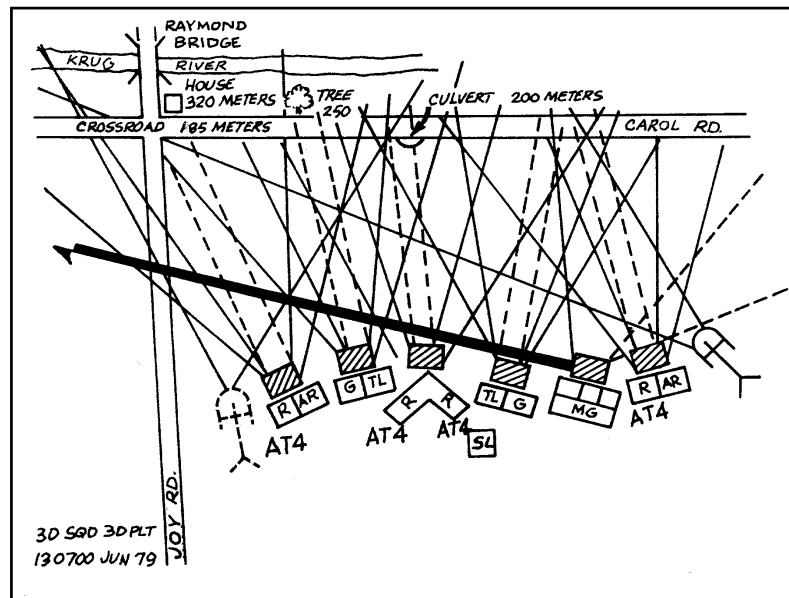 RAYMOND
BRIDGE
KRUG
RIVER
HOUSE
320 METERS
TREE
250
CULVERT
200 METERS
CROSSROAD 185 METERS
CAROL RD.
R AR
AT4
G TL
R R
AT4
AT4
TL G
SL
MG
R AR
AT4
JOY RD.
3D SQD 3D PLT
130700 JUN 79